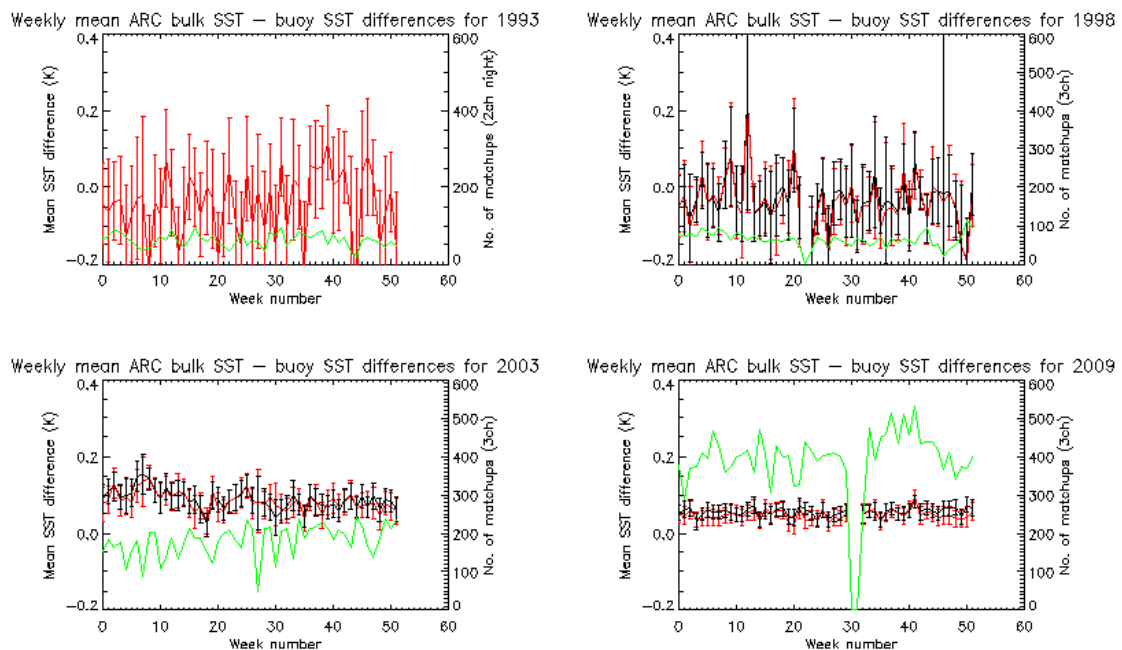 Weekly mean ARC bulk SST – buoy SST differences for 1993
Mean SST difference (K)
0.4
0.2
0.0
−0.2
600
500
400
300
200
100
0
No. of matchups (2ch night)
0 10 20 30 40 50 60
Week number
Weekly mean ARC bulk SST – buoy SST differences for 1998
Mean SST difference (K)
0.4
0.2
0.0
−0.2
600
500
400
300
200
100
0
No. of matchups (3ch)
0 10 20 30 40 50 60
Week number
Weekly mean ARC bulk SST – buoy SST differences for 2003
Mean SST difference (K)
0.4
0.2
0.0
−0.2
600
500
400
300
200
100
0
No. of matchups (3ch)
0 10 20 30 40 50 60
Week number
Weekly mean ARC bulk SST – buoy SST differences for 2009
Mean SST difference (K)
0.4
0.2
0.0
−0.2
600
500
400
300
200
100
0
No. of matchups (3ch)
0 10 20 30 40 50 60
Week number